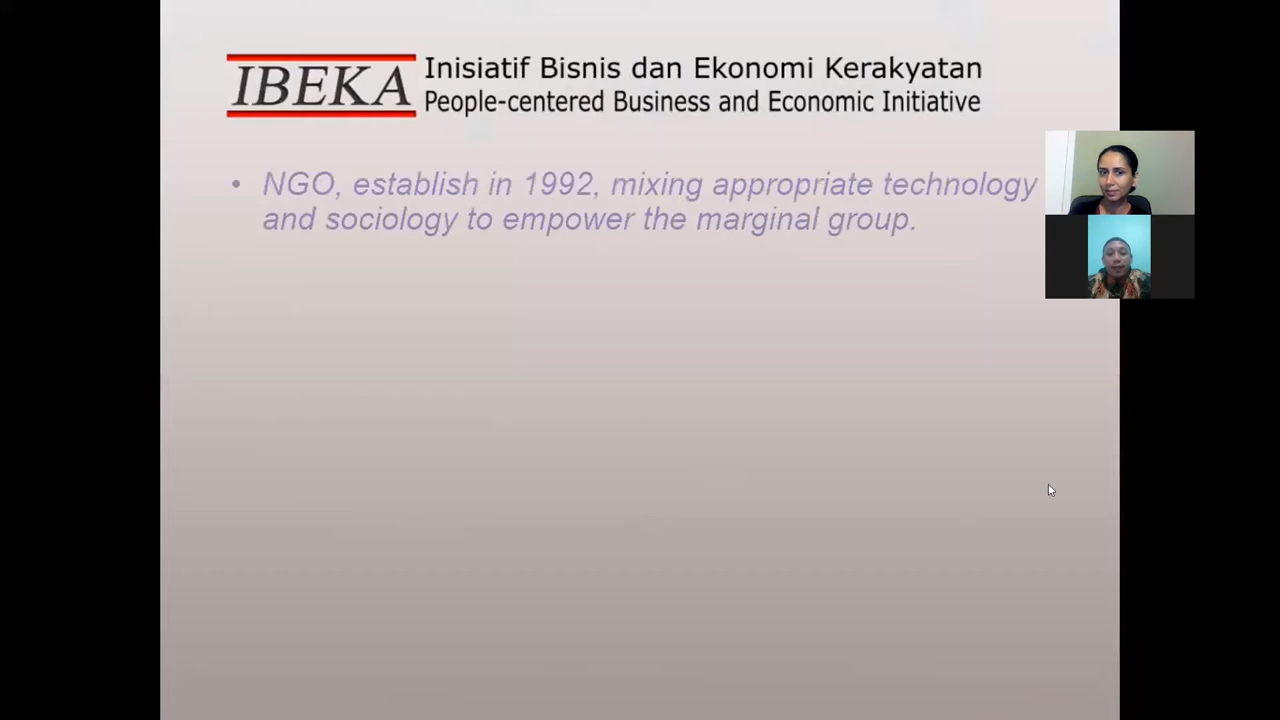 IBEKA Inisiatif Bisnis dan Ekonomi Kerakyatan
People-centered Business and Economic Initiative
• NGO, establish in 1992, mixing appropriate technology
and sociology to empower the marginal group.